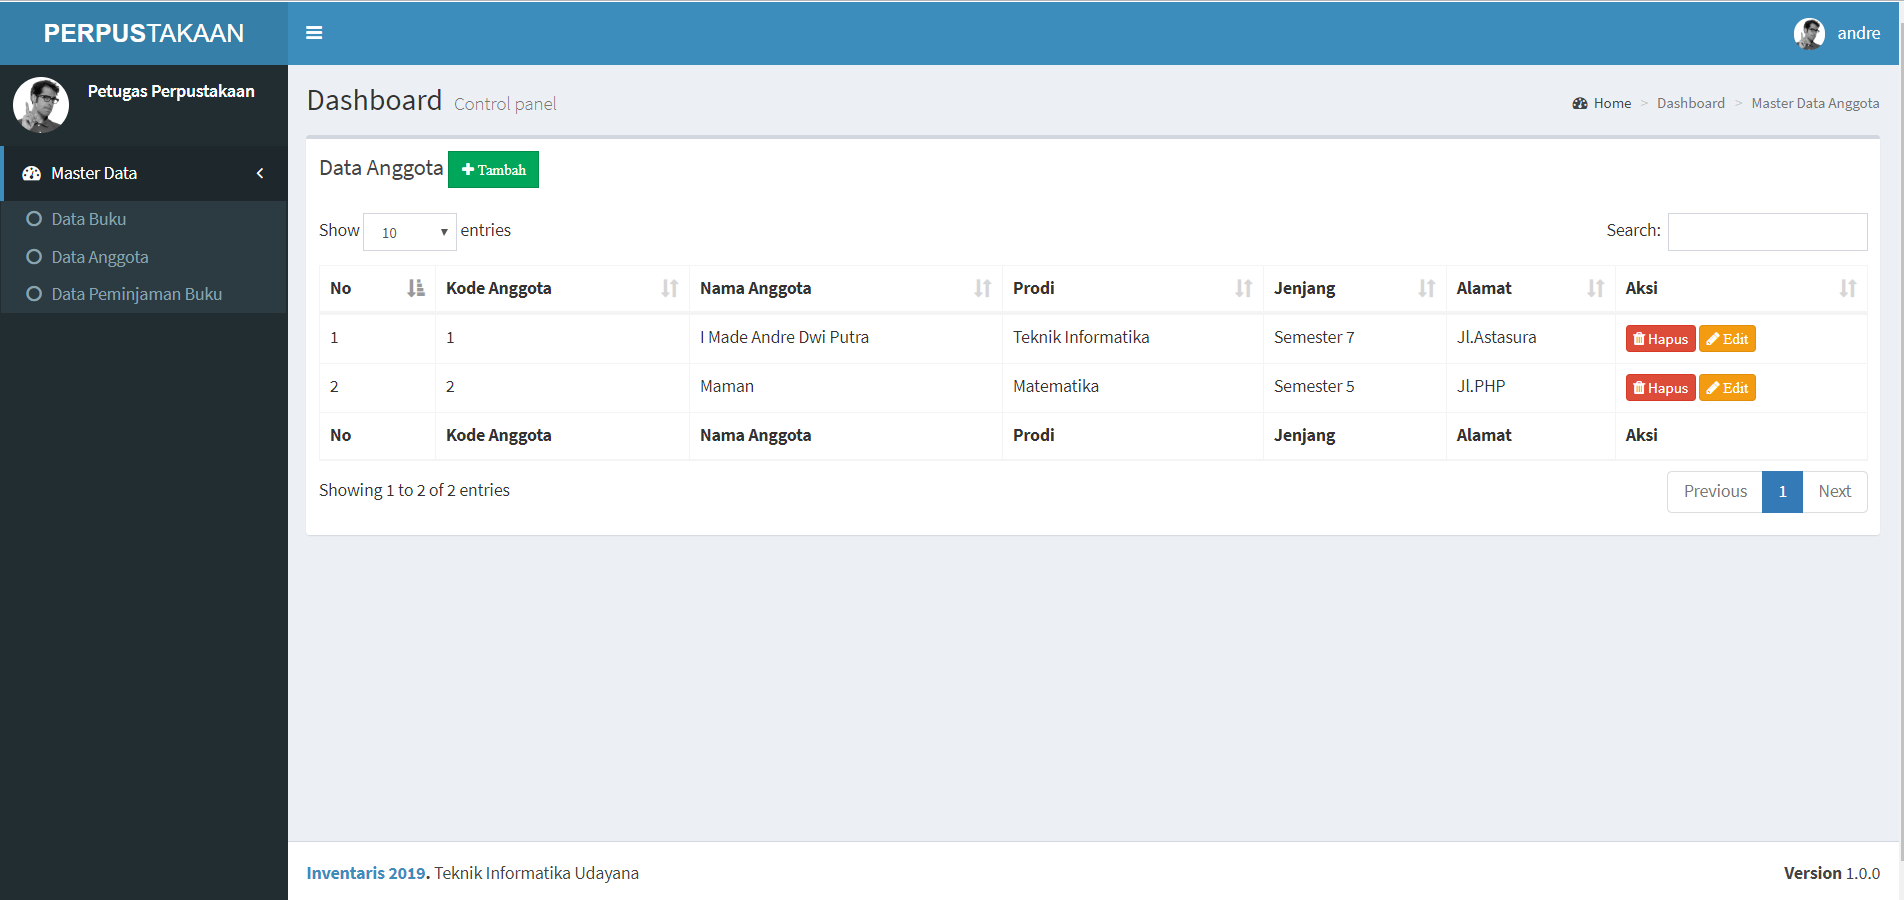 PERPUSTAKAAN
andre
Petugas Perpustakaan
Master Data
Data Buku
Data Anggota
Data Peminjaman Buku
Dashboard Control panel
Home > Dashboard > Master Data Anggota
Data Anggota Tambah
Show 10 entries
Search:
No Kode Anggota Nama Anggota Prodi Jenjang Alamat Aksi
1 1 I Made Andre Dwi Putra Teknik Informatika Semester 7 Jl.Astasura Hapus Edit
2 2 Maman Matematika Semester 5 Jl.PHP Hapus Edit
No Kode Anggota Nama Anggota Prodi Jenjang Alamat Aksi
Showing 1 to 2 of 2 entries
Previous 1 Next
Inventaris 2019. Teknik Informatika Udayana
Version 1.0.0